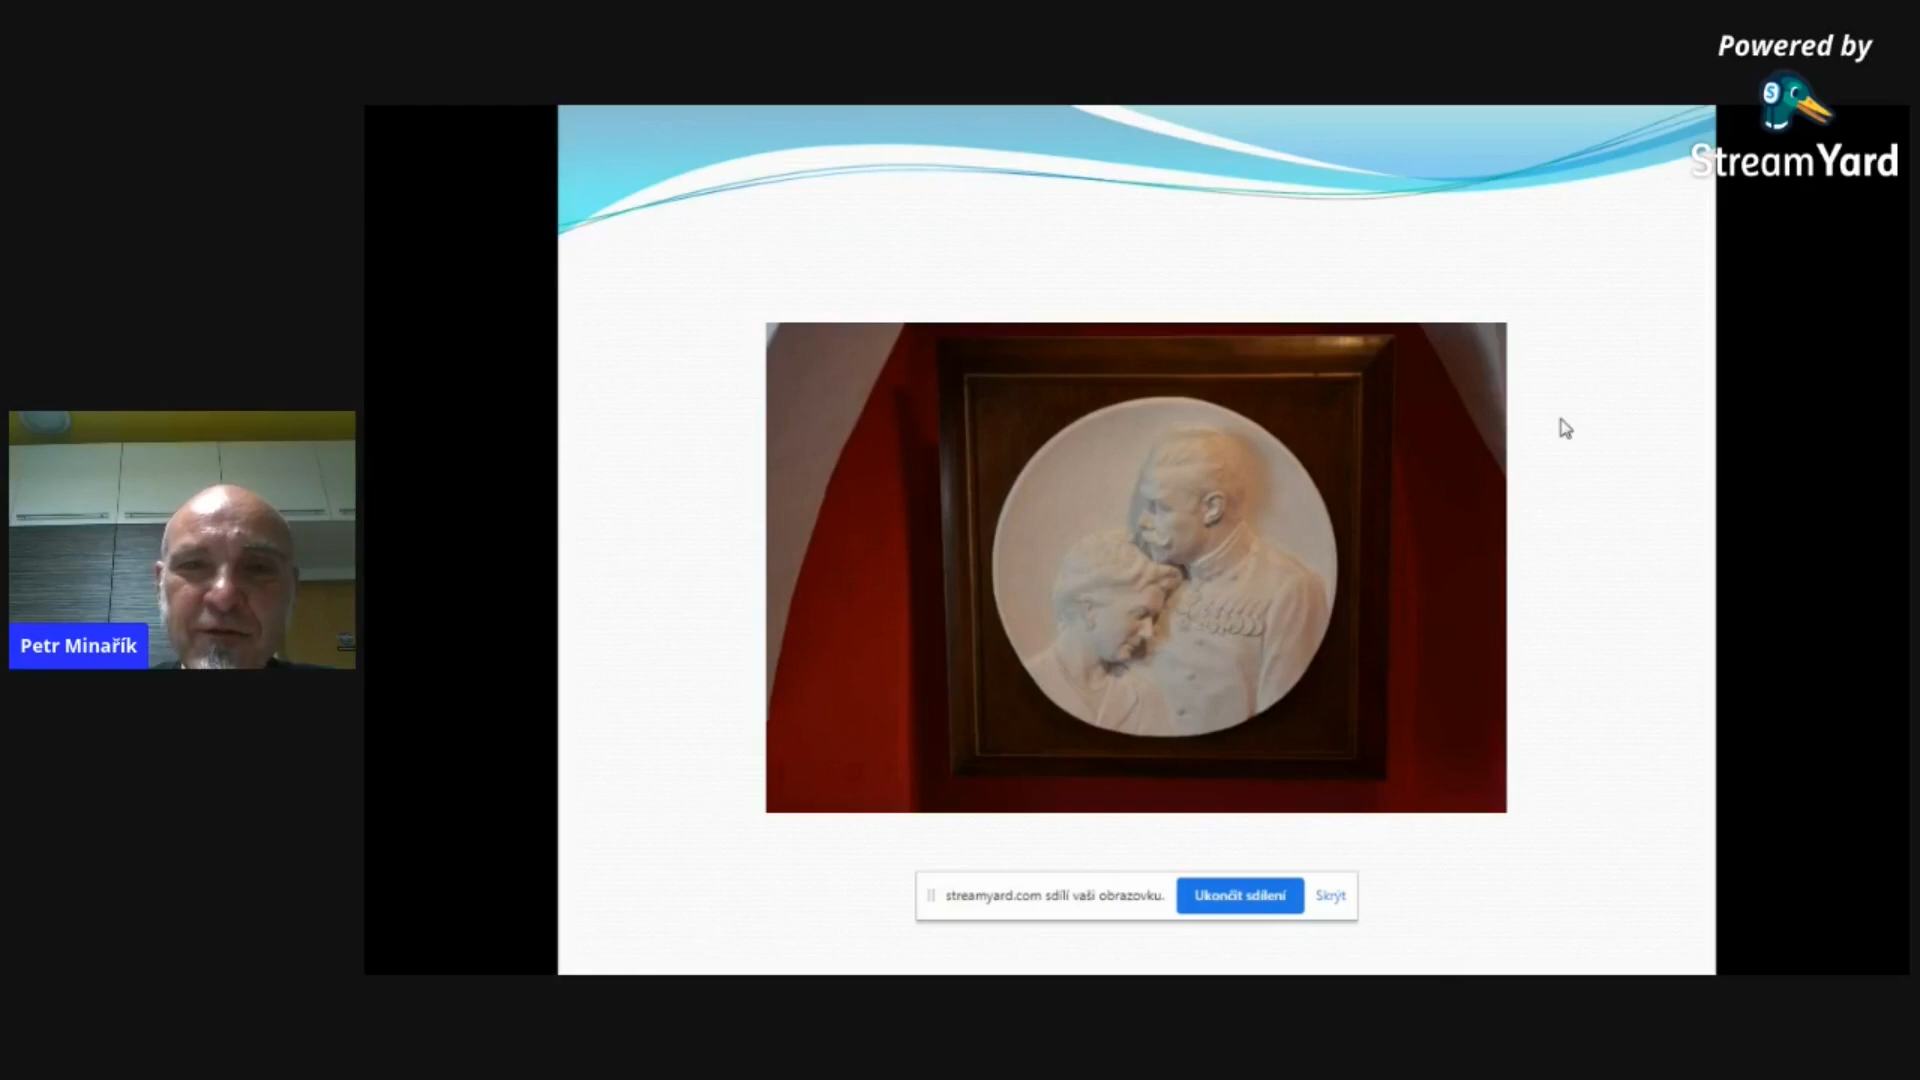 Powered by
StreamYard
Petr Minařík
streamyard.com sdílí vaši obrazovku.
Ukončit sdílení
Skrýt